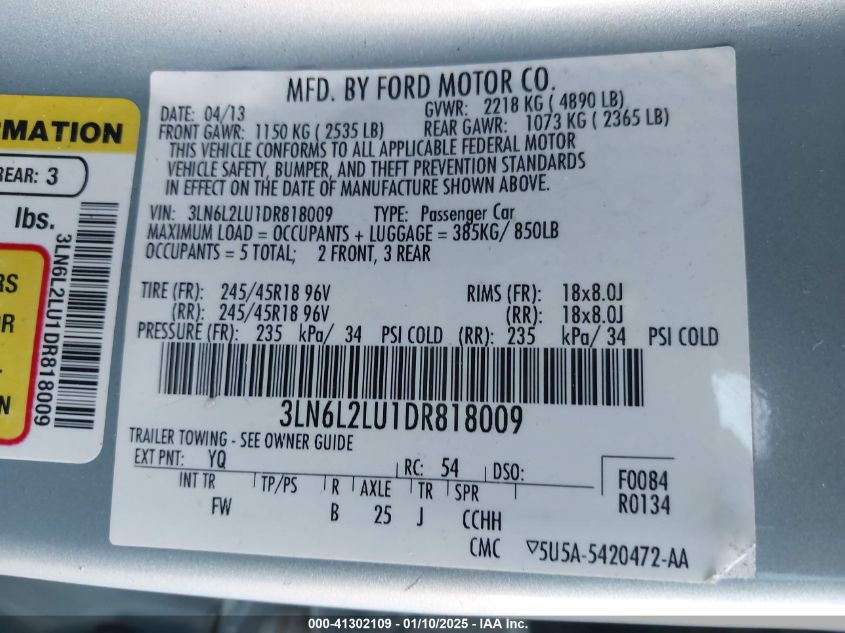 RMATION
REAR: 3
lbs.
3LN6L2LU1DR818009
RS
OR
N
MFD. BY FORD MOTOR CO.
DATE: 04/13 GVWR: 2218 KG ( 4890 LB)
FRONT GAWR: 1150 KG ( 2535 LB) REAR GAWR: 1073 KG ( 2365 LB)
THIS VEHICLE CONFORMS TO ALL APPLICABLE FEDERAL MOTOR
VEHICLE SAFETY, BUMPER, AND THEFT PREVENTION STANDARDS
IN EFFECT ON THE DATE OF MANUFACTURE SHOWN ABOVE.
VIN: 3LN6L2LU1DR818009 TYPE: Passenger Car
MAXIMUM LOAD = OCCUPANTS + LUGGAGE = 385KG/ 850LB
OCCUPANTS = 5 TOTAL; 2 FRONT, 3 REAR
TIRE (FR): 245/45R18 96V RIMS (FR): 18x8.0J
(RR): 245/45R18 96V (RR): 18x8.0J
PRESSURE (FR): 235 kPa/ 34 PSI COLD (RR): 235 kPa/ 34 PSI COLD
3LN6L2LU1DR818009
TRAILER TOWING - SEE OWNER GUIDE
EXT PNT: YQ RC: 54 DSO: F0084
INT TR TP/PS R AXLE TR SPR R0134
FW B 25 J CCHH
CMC ▽5U5A-5420472-AA
000-41302109 - 01/10/2025 - IAA Inc.